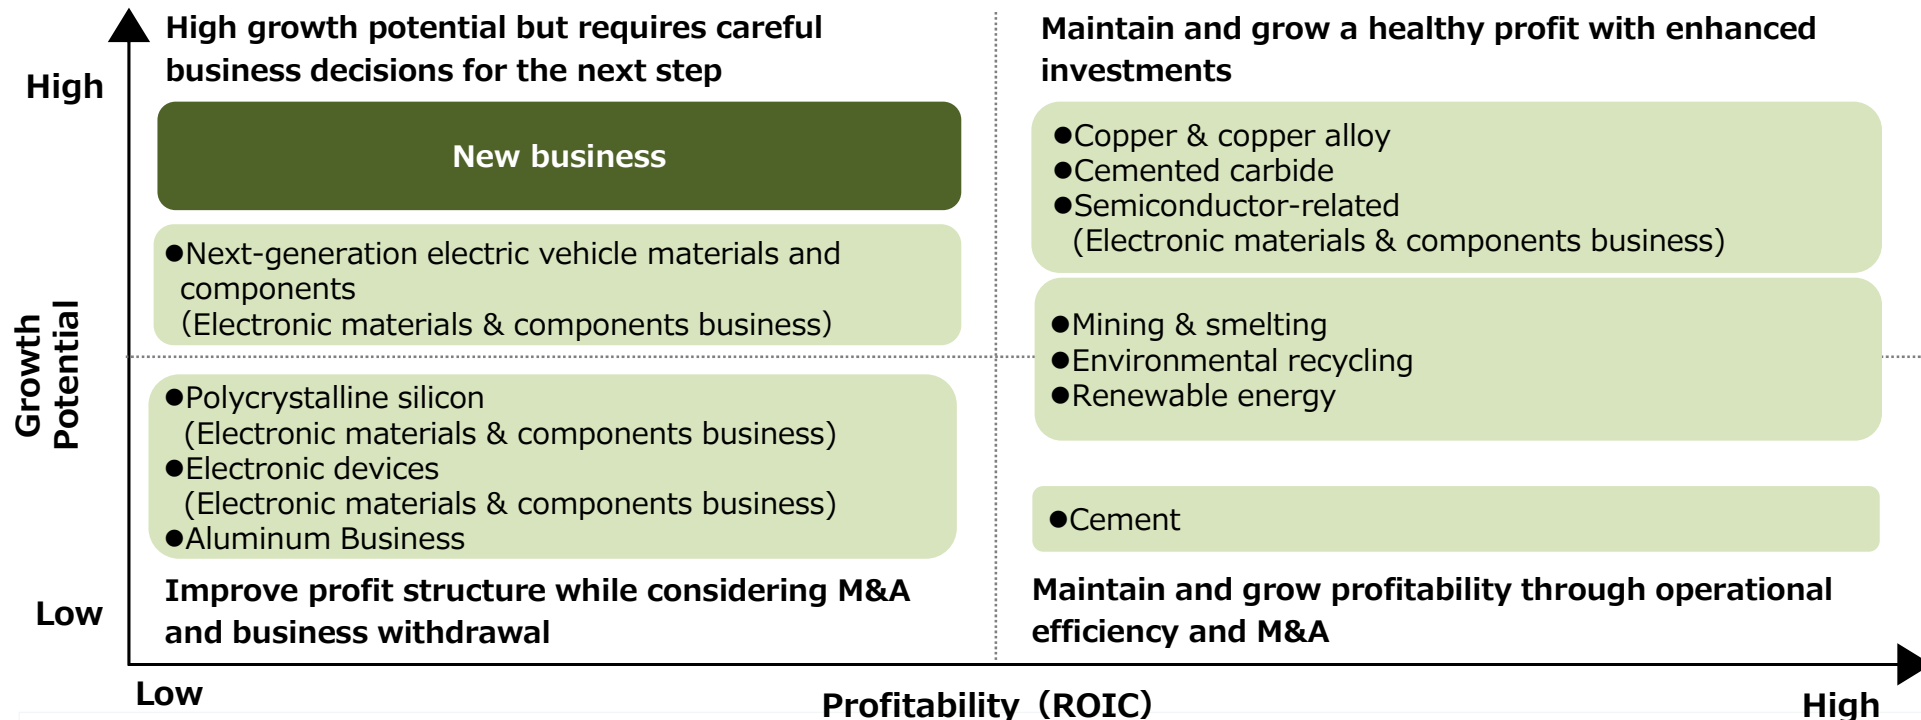 High growth potential but requires careful
business decisions for the next step
Maintain and grow a healthy profit with enhanced
investments
High
New business
●Copper & copper alloy
●Cemented carbide
●Semiconductor-related
(Electronic materials & components business)
●Next-generation electric vehicle materials and
components
（Electronic materials & components business）
●Mining & smelting
●Environmental recycling
●Renewable energy
Growth
Potential
●Polycrystalline silicon
(Electronic materials & components business)
●Electronic devices
(Electronic materials & components business)
●Aluminum Business
●Cement
Improve profit structure while considering M&A
and business withdrawal
Maintain and grow profitability through operational
efficiency and M&A
Low
Low
Profitability（ROIC）
High